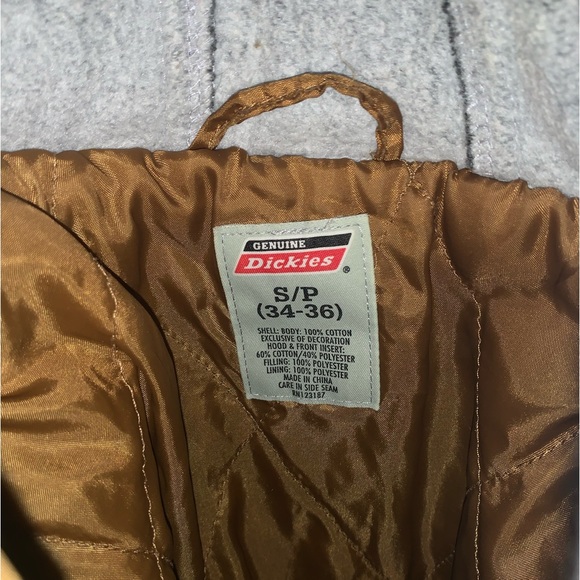 GENUINE
Dickies ®
S/P
(34-36)
SHELL: BODY: 100% COTTON
EXCLUSIVE OF DECORATION
HOOD & FRONT INSERT:
60% COTTON/40% POLYESTER
FILLING: 100% POLYESTER
LINING: 100% POLYESTER
MADE IN CHINA
CARE IN SIDE SEAM
RN123187